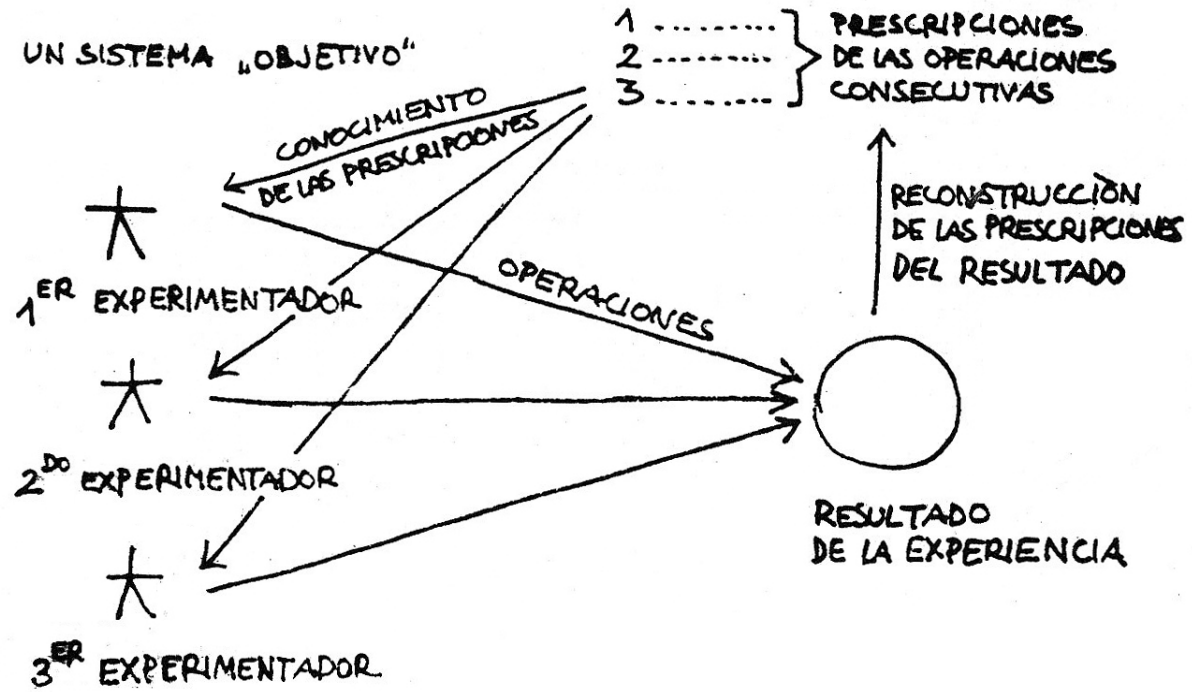 UN SISTEMA „OBJETIVO“
1 ......... PRESCRIPCIONES
2 ......... DE LAS OPERACIONES
3 ......... CONSECUTIVAS
CONOCIMIENTO
DE LAS PRESCRIPCIONES
RECONSTRUCCIÒN
DE LAS PRESCRIPCIONES
DEL RESULTADO
OPERACIONES
1ER EXPERIMENTADOR
2DO EXPERIMENTADOR
RESULTADO
DE LA EXPERIENCIA
3ER EXPERIMENTADOR